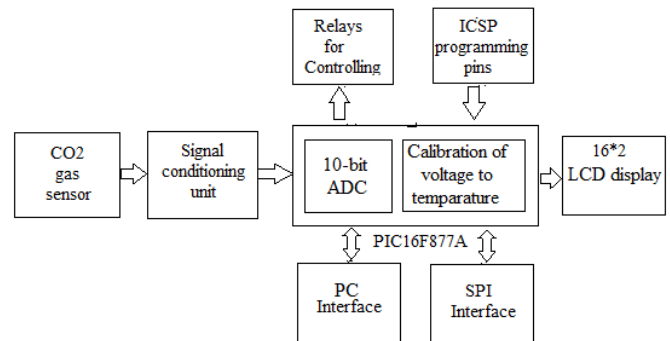 Relays
for
Controlling
ICSP
programming
pins
CO2
gas
sensor
Signal
conditioning
unit
10-bit
ADC
Calibration of
voltage to
temparature
16*2
LCD display
PIC16F877A
PC
Interface
SPI
Interface